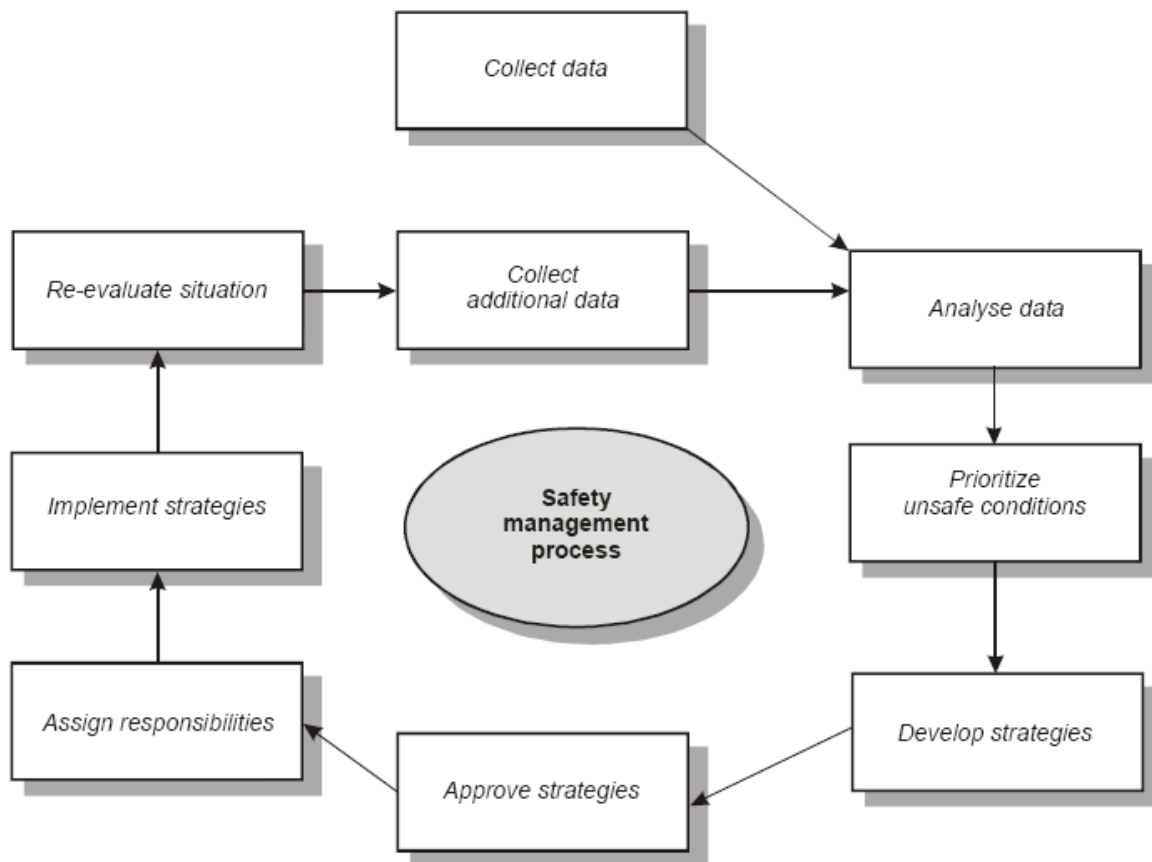 Collect data
Re-evaluate situation
Collect
additional data
Analyse data
Implement strategies
Safety
management
process
Prioritize
unsafe conditions
Assign responsibilities
Approve strategies
Develop strategies